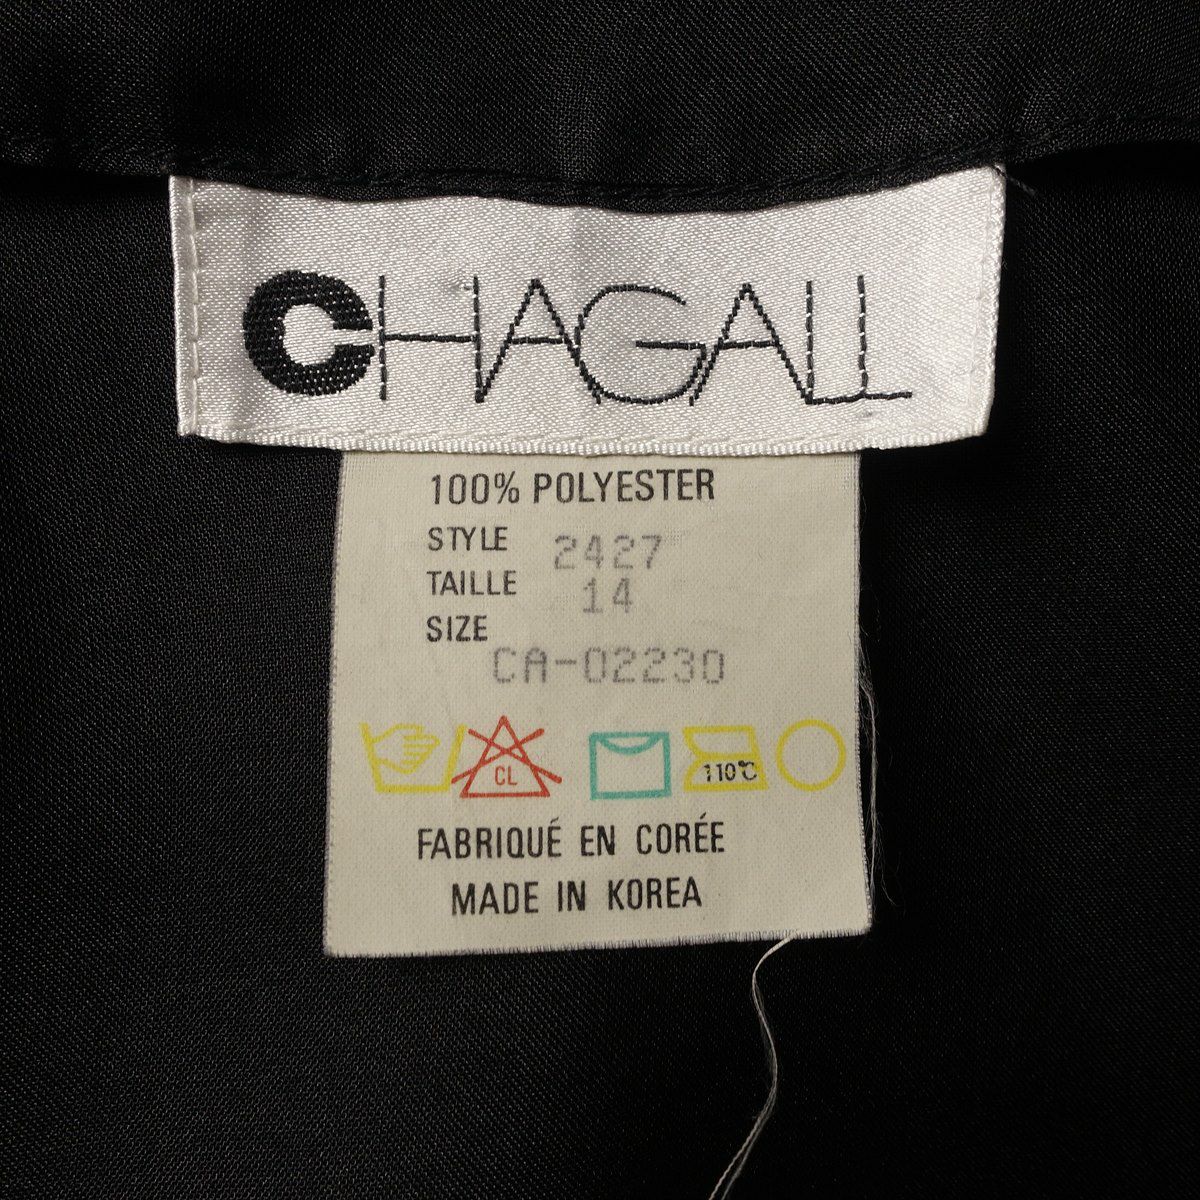 CHAGALL
100% POLYESTER
STYLE 2427
TAILLE 14
SIZE
CA-02230
CL 110°C
FABRIQUÉ EN CORÉE
MADE IN KOREA